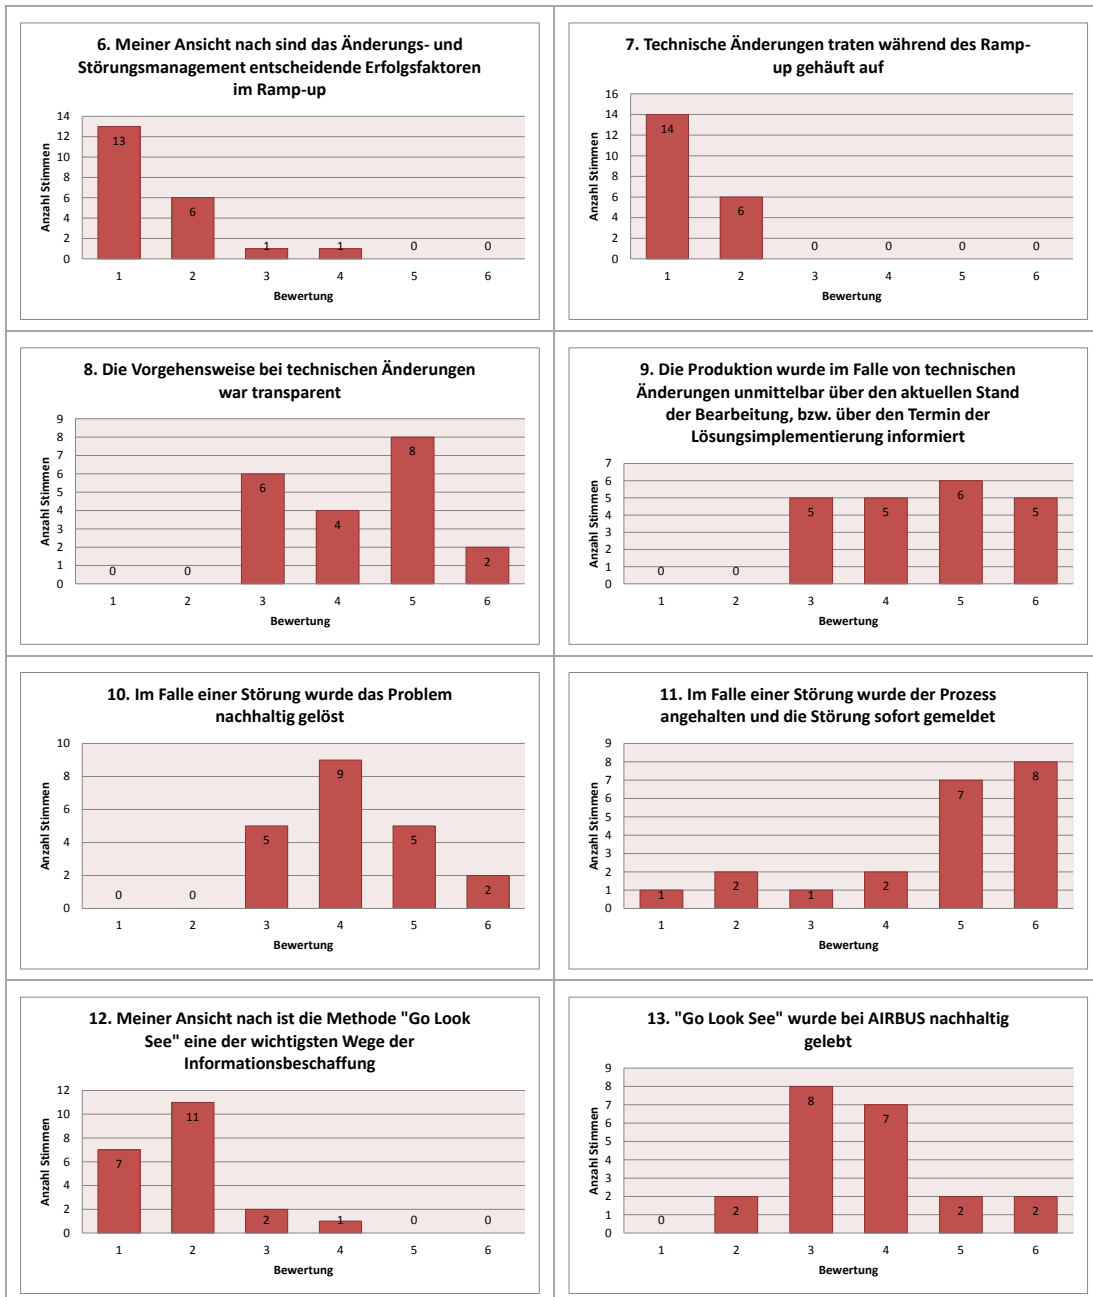 6. Meiner Ansicht nach sind das Änderungs- und
Störungsmanagement entscheidende Erfolgsfaktoren
im Ramp-up
Anzahl Stimmen
14
12
10
8
6
4
2
0
13
6
1
1
0
0
1 2 3 4 5 6
Bewertung
7. Technische Änderungen traten während des Ramp-
up gehäuft auf
Anzahl Stimmen
16
14
12
10
8
6
4
2
0
14
6
0
0
0
0
1 2 3 4 5 6
Bewertung
8. Die Vorgehensweise bei technischen Änderungen
war transparent
Anzahl Stimmen
9
8
7
6
5
4
3
2
1
0
0
0
6
4
8
2
1 2 3 4 5 6
Bewertung
9. Die Produktion wurde im Falle von technischen
Änderungen unmittelbar über den aktuellen Stand
der Bearbeitung, bzw. über den Termin der
Lösungsimplementierung informiert
Anzahl Stimmen
7
6
5
4
3
2
1
0
0
0
5
5
6
5
1 2 3 4 5 6
Bewertung
10. Im Falle einer Störung wurde das Problem
nachhaltig gelöst
Anzahl Stimmen
10
8
6
4
2
0
0
0
5
9
5
2
1 2 3 4 5 6
Bewertung
11. Im Falle einer Störung wurde der Prozess
angehalten und die Störung sofort gemeldet
Anzahl Stimmen
9
8
7
6
5
4
3
2
1
0
1
2
1
2
7
8
1 2 3 4 5 6
Bewertung
12. Meiner Ansicht nach ist die Methode "Go Look
See" eine der wichtigsten Wege der
Informationsbeschaffung
Anzahl Stimmen
12
10
8
6
4
2
0
7
11
2
1
0
0
1 2 3 4 5 6
Bewertung
13. "Go Look See" wurde bei AIRBUS nachhaltig
gelebt
Anzahl Stimmen
9
8
7
6
5
4
3
2
1
0
0
2
8
7
2
2
1 2 3 4 5 6
Bewertung